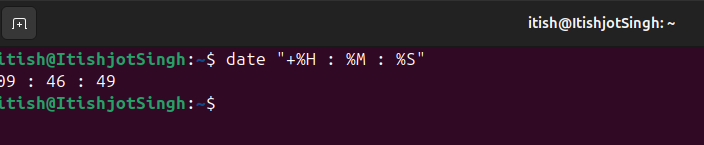 itish@ItishjotSingh: ~
itish@ItishjotSingh:~$ date "+%H : %M : %S"
09 : 46 : 49
itish@ItishjotSingh:~$